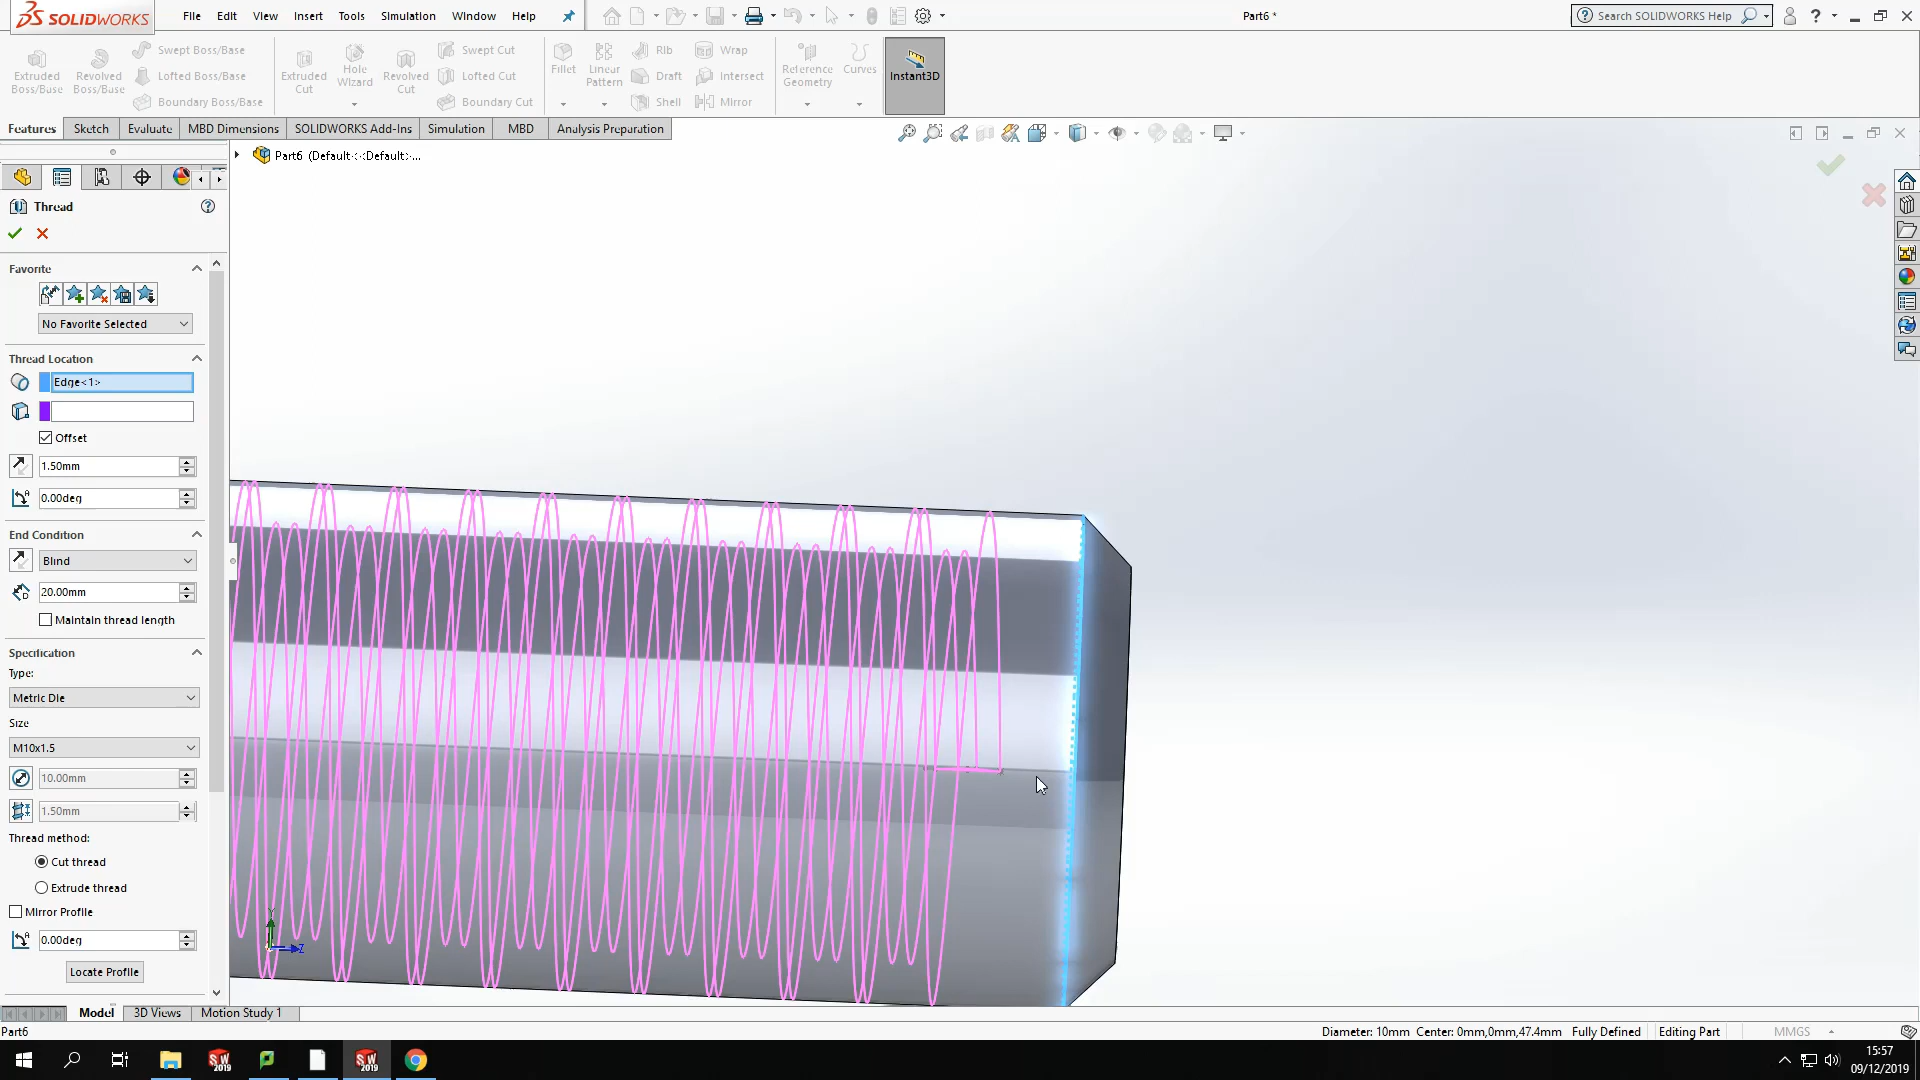 SOLIDWORKS
File Edit View Insert Tools Simulation Window Help
Part6 *
Search SOLIDWORKS Help
Extruded Boss/Base
Revolved Boss/Base
Swept Boss/Base
Lofted Boss/Base
Boundary Boss/Base
Extruded Cut
Hole Wizard
Revolved Cut
Swept Cut
Lofted Cut
Boundary Cut
Fillet
Linear Pattern
Rib
Draft
Shell
Wrap
Intersect
Mirror
Reference Geometry
Curves
Instant3D
Features Sketch Evaluate MBD Dimensions SOLIDWORKS Add-Ins Simulation MBD Analysis Preparation
Part6 (Default<<Default>...
Thread
Favorite
No Favorite Selected
Thread Location
Edge<1>
Offset
1.50mm
0.00deg
End Condition
Blind
20.00mm
Maintain thread length
Specification
Type:
Metric Die
Size
M10x1.5
10.00mm
1.50mm
Thread method:
Cut thread
Extrude thread
Mirror Profile
0.00deg
Locate Profile
Y
Z
Model 3D Views Motion Study 1
Part6
Diameter: 10mm Center: 0mm,0mm,47.4mm Fully Defined Editing Part MMGS
SW 2019
SW 2019
15:57
09/12/2019